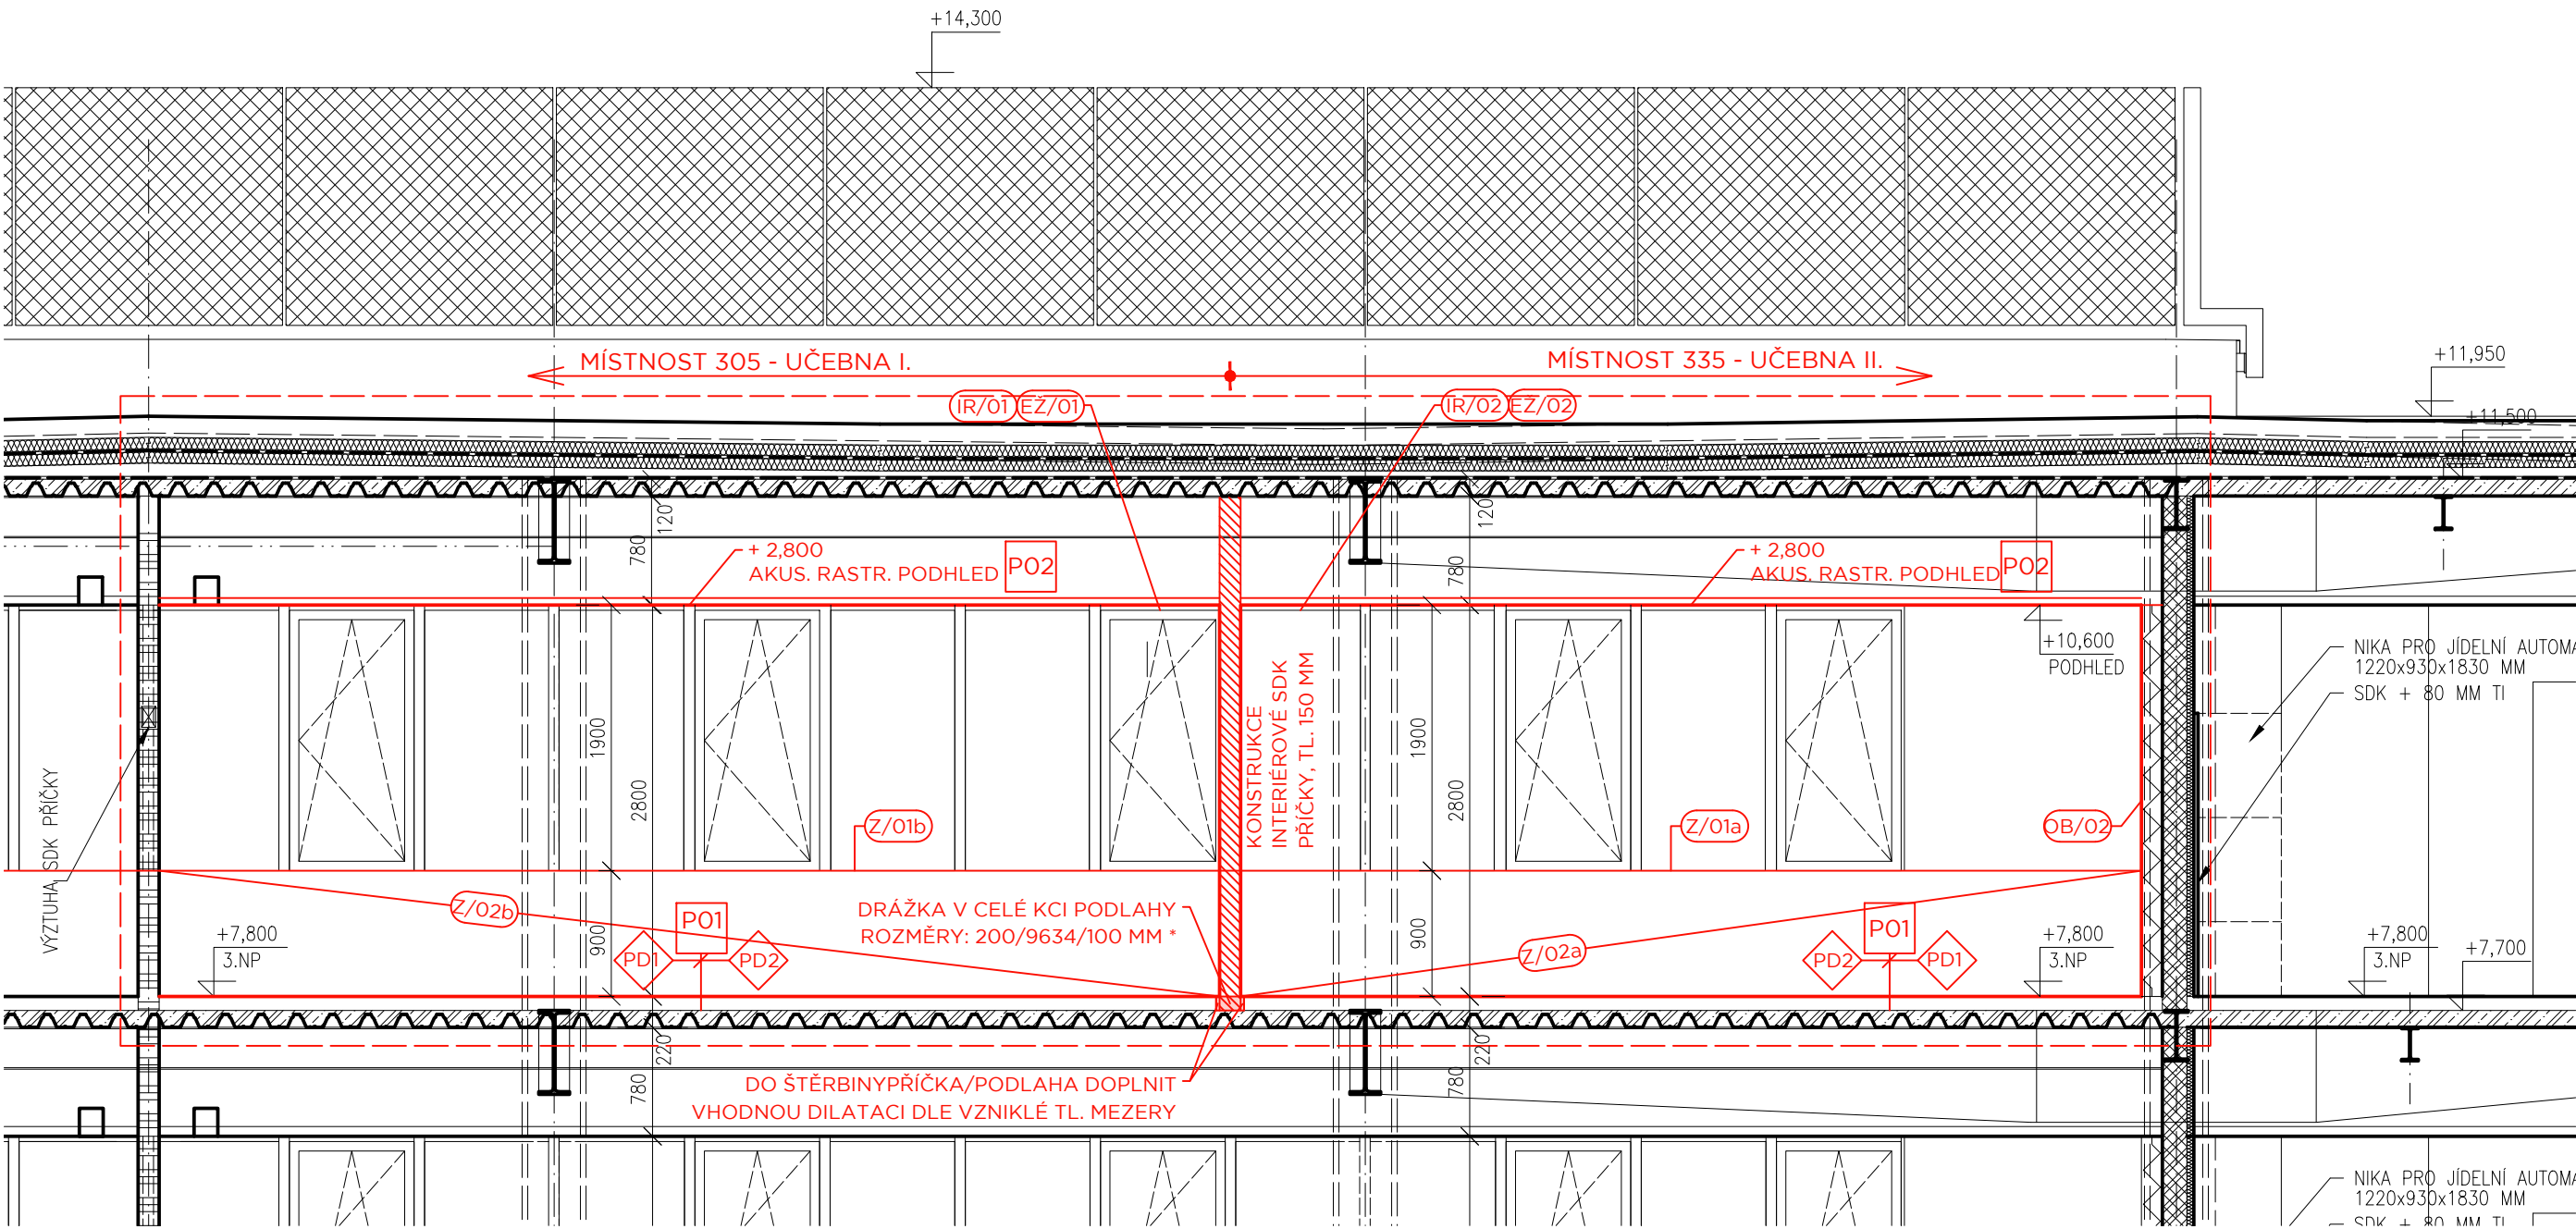 +14,300
MÍSTNOST 305 - UČEBNA I.
MÍSTNOST 335 - UČEBNA II.
+11,950
IR/01
EZ/01
IR/02
EZ/02
+11,500
120
120
780
780
+ 2,800
AKUS. RASTR. PODHLED
P02
+ 2,800
AKUS. RASTR. PODHLED
P02
+10,600
PODHLED
NIKA PRO JÍDELNÍ AUTOMA
1220x930x1830 MM
SDK + 80 MM TI
KONSTRUKCE
INTERIÉROVÉ SDK
PŘÍČKY, TL. 150 MM
1900
1900
2800
2800
VÝZTUHA SDK PŘÍČKY
Z/01b
Z/01a
OB/02
Z/02b
P01
PD1
PD2
DRÁŽKA V CELÉ KCI PODLAHY
ROZMĚRY: 200/9634/100 MM *
900
900
Z/02a
P01
PD2
PD1
+7,800
3.NP
+7,800
3.NP
+7,800
3.NP
+7,700
220
220
780
780
DO ŠTĚRBINYPŘÍČKA/PODLAHA DOPLNIT
VHODNOU DILATACI DLE VZNIKLÉ TL. MEZERY
NIKA PRO JÍDELNÍ AUTOMA
1220x930x1830 MM
SDK + 80 MM TI